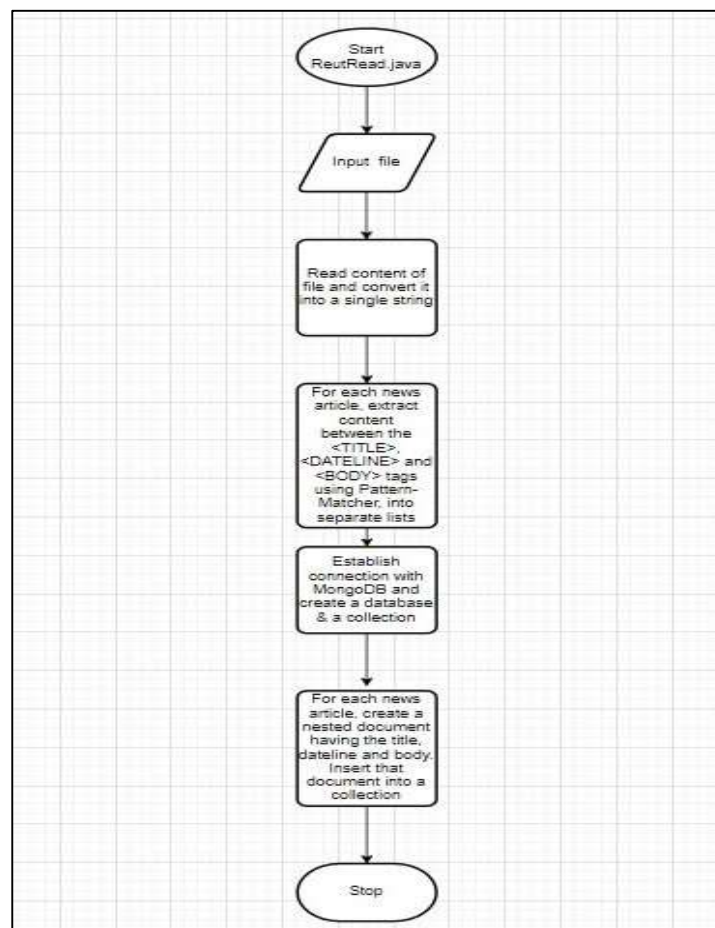 Start
ReutRead.java
Input file
Read content of
file and convert it
into a single string
For each news
article, extract
content
between the
<TITLE>,
<DATELINE> and
<BODY> tags
using Pattern-
Matcher, into
separate lists
Establish
connection with
MongoDB and
create a database
& a collection
For each news
article, create a
nested document
having the title,
dateline and body.
Insert that
document into a
collection
Stop